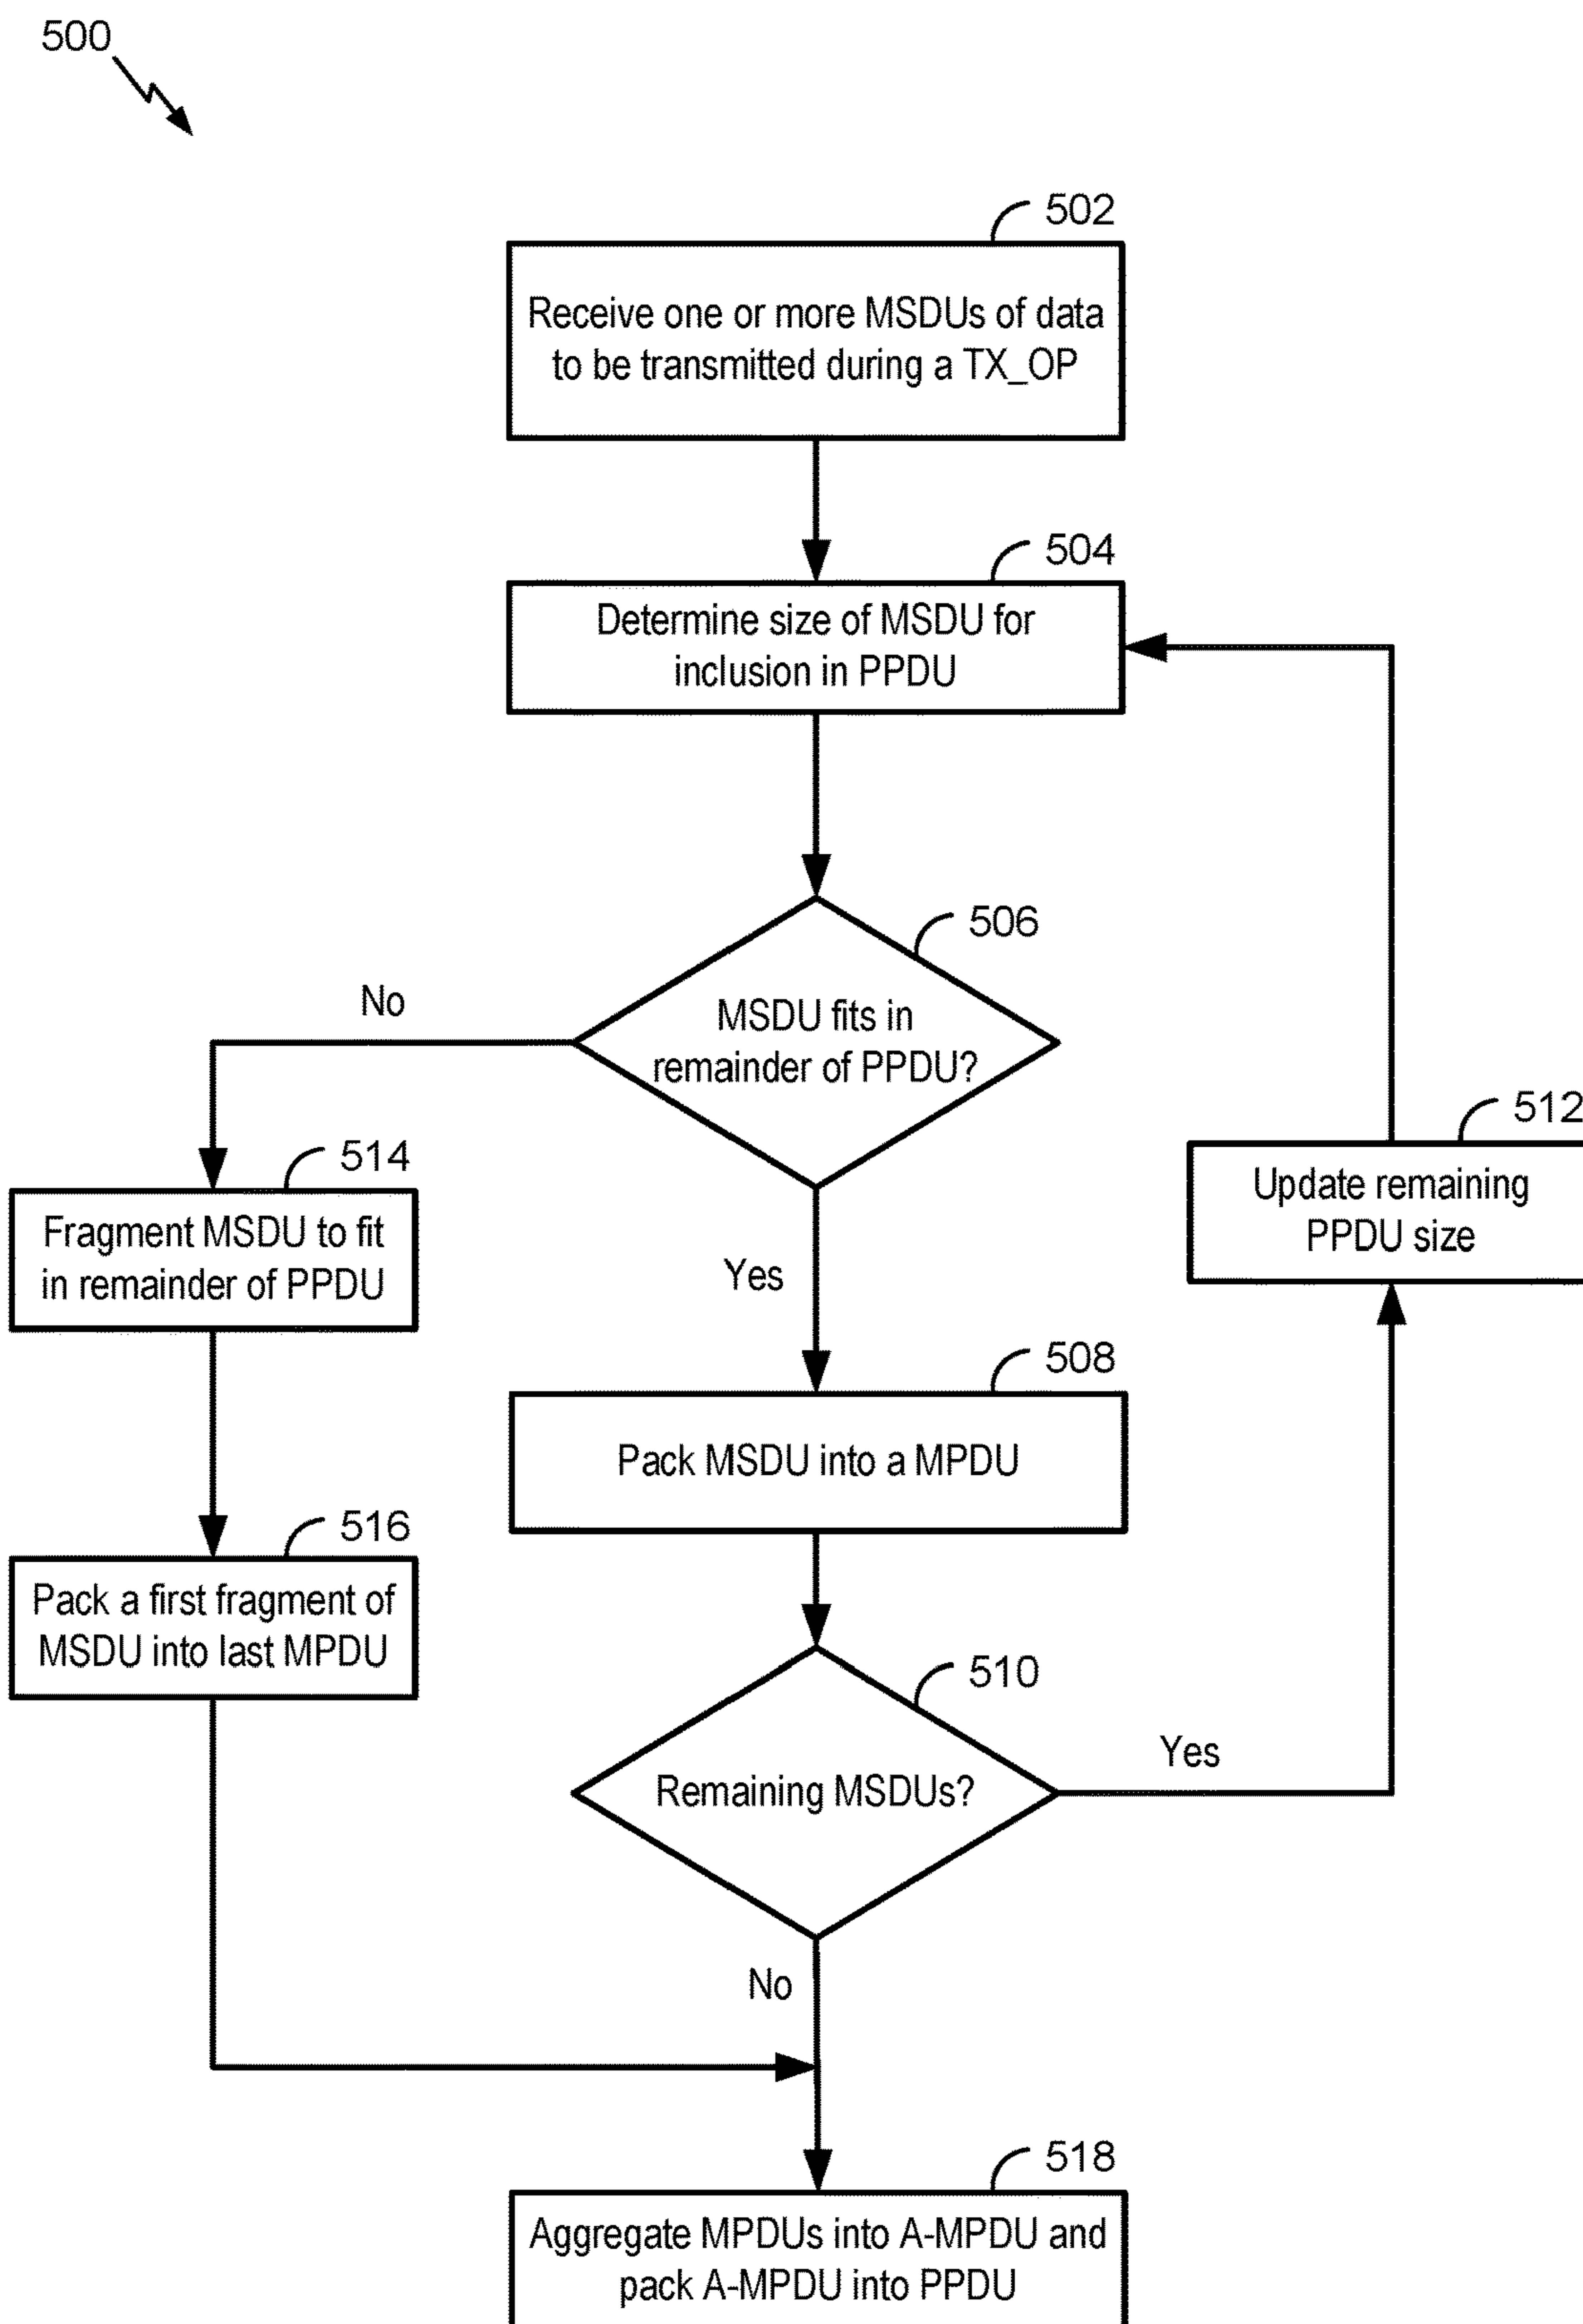 500
502
Receive one or more MSDUs of data
to be transmitted during a TX_OP
504
Determine size of MSDU for
inclusion in PPDU
506
MSDU fits in
remainder of PPDU?
No
Yes
512
Update remaining
PPDU size
514
Fragment MSDU to fit
in remainder of PPDU
508
Pack MSDU into a MPDU
516
Pack a first fragment of
MSDU into last MPDU
510
Remaining MSDUs?
Yes
No
518
Aggregate MPDUs into A-MPDU and
pack A-MPDU into PPDU